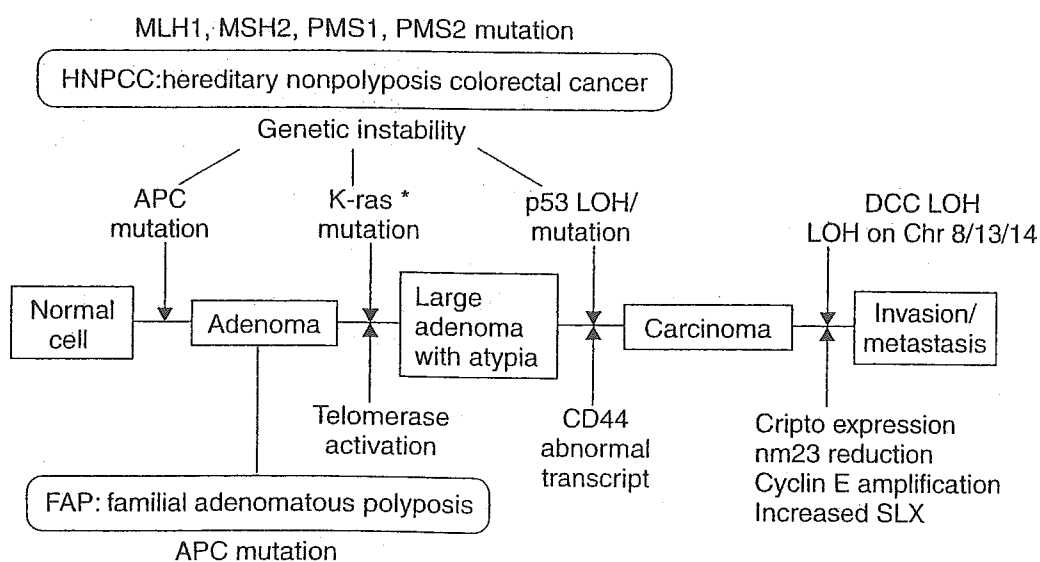 MLH1, MSH2, PMS1, PMS2 mutation
HNPCC:hereditary nonpolyposis colorectal cancer
Genetic instability
APC
mutation
K-ras *
mutation
p53 LOH/
mutation
DCC LOH
LOH on Chr 8/13/14
Normal
cell
Adenoma
Large
adenoma
with atypia
Carcinoma
Invasion/
metastasis
Telomerase
activation
CD44
abnormal
transcript
Cripto expression
nm23 reduction
Cyclin E amplification
Increased SLX
FAP: familial adenomatous polyposis
APC mutation